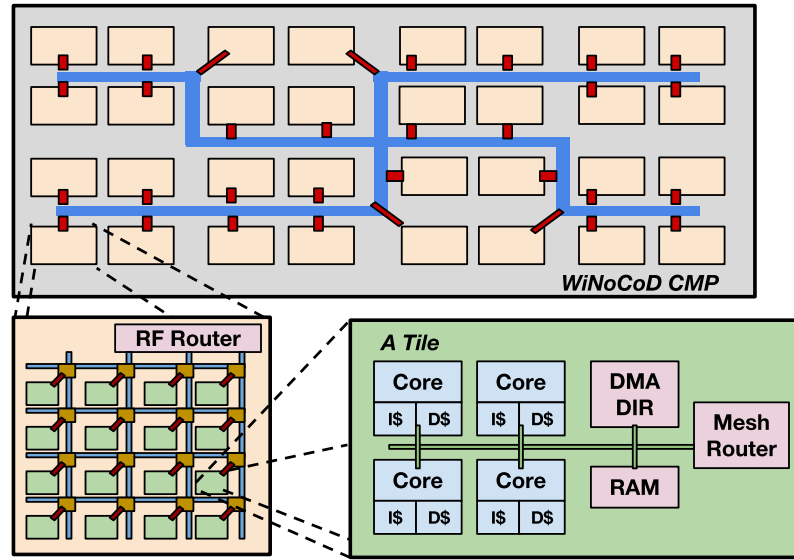 WiNoCoD CMP
RF Router
A Tile
Core
I$ D$
Core
I$ D$
DMA
DIR
Mesh
Router
Core
I$ D$
Core
I$ D$
RAM